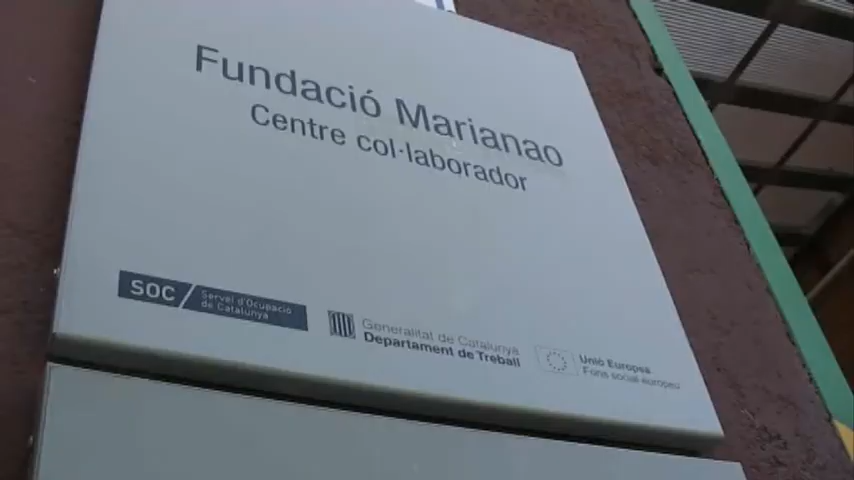 Fundació Marianao
Centre col·laborador
SOC
Servei d'Ocupació
de Catalunya
Generalitat de Catalunya
Departament de Treball
Unió Europea
Fons social europeu